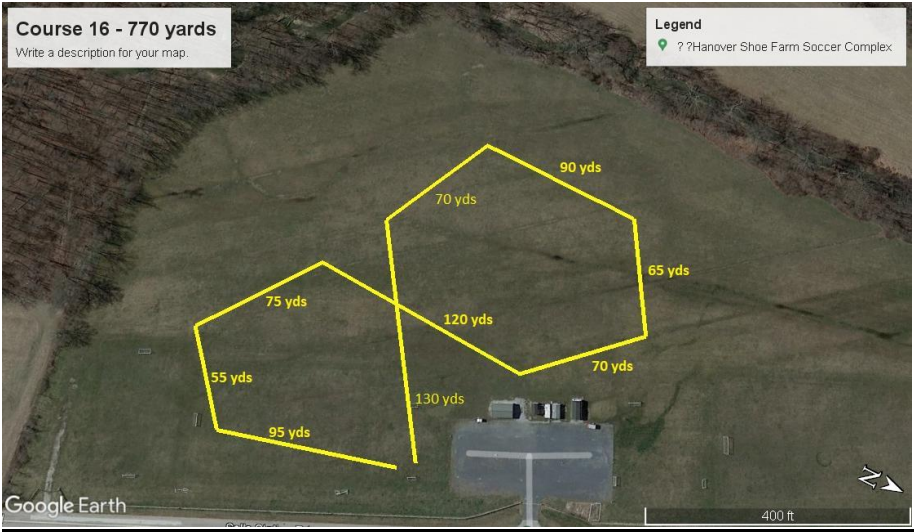 Course 16 - 770 yards
Write a description for your map.
Legend
? ?Hanover Shoe Farm Soccer Complex
90 yds
70 yds
65 yds
75 yds
120 yds
70 yds
55 yds
130 yds
95 yds
N
Google Earth
400 ft